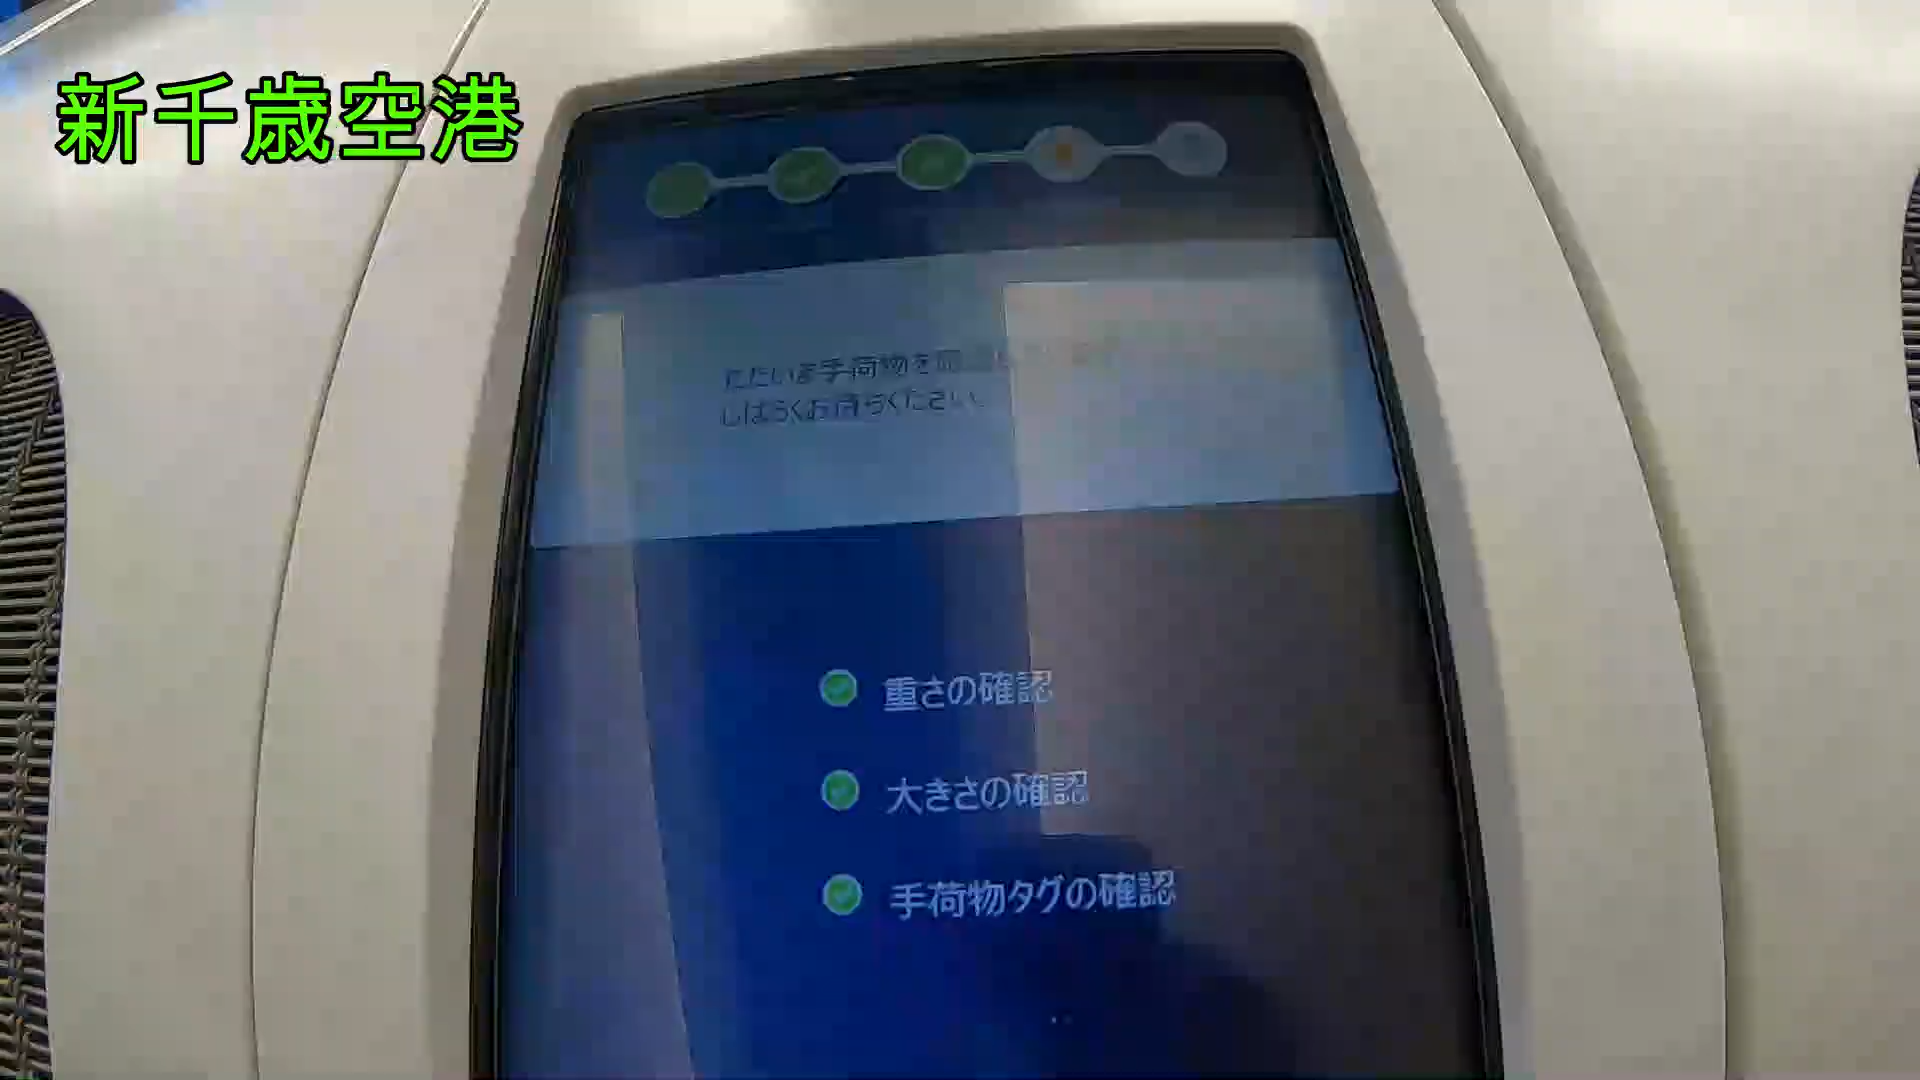 新千歳空港
ただいま手荷物を
しばらくお待ちください。
重さの確認
大きさの確認
手荷物タグの確認